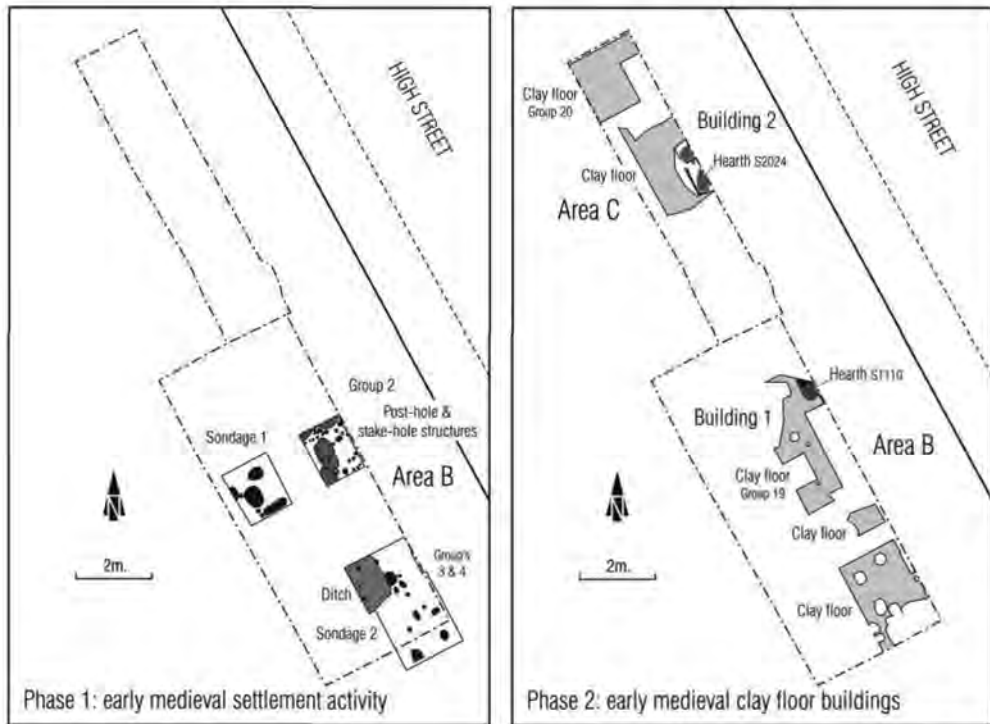 HIGH STREET
Group 2
Post-hole &
stake-hole structures
Sondage 1
Area B
N
2m.
Group's
3 & 4
Ditch
Sondage 2
Phase 1: early medieval settlement activity
HIGH STREET
Clay floor
Group 20
Building 2
Hearth S2024
Clay floor
Area C
Hearth S1110
Building 1
Area B
Clay floor
Group 19
N
2m.
Clay floor
Clay floor
Phase 2: early medieval clay floor buildings